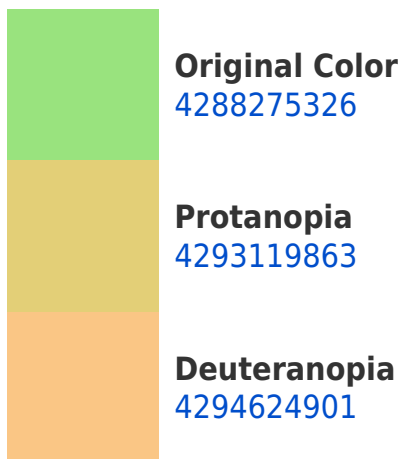 Original Color
4288275326
Protanopia
4293119863
Deuteranopia
4294624901